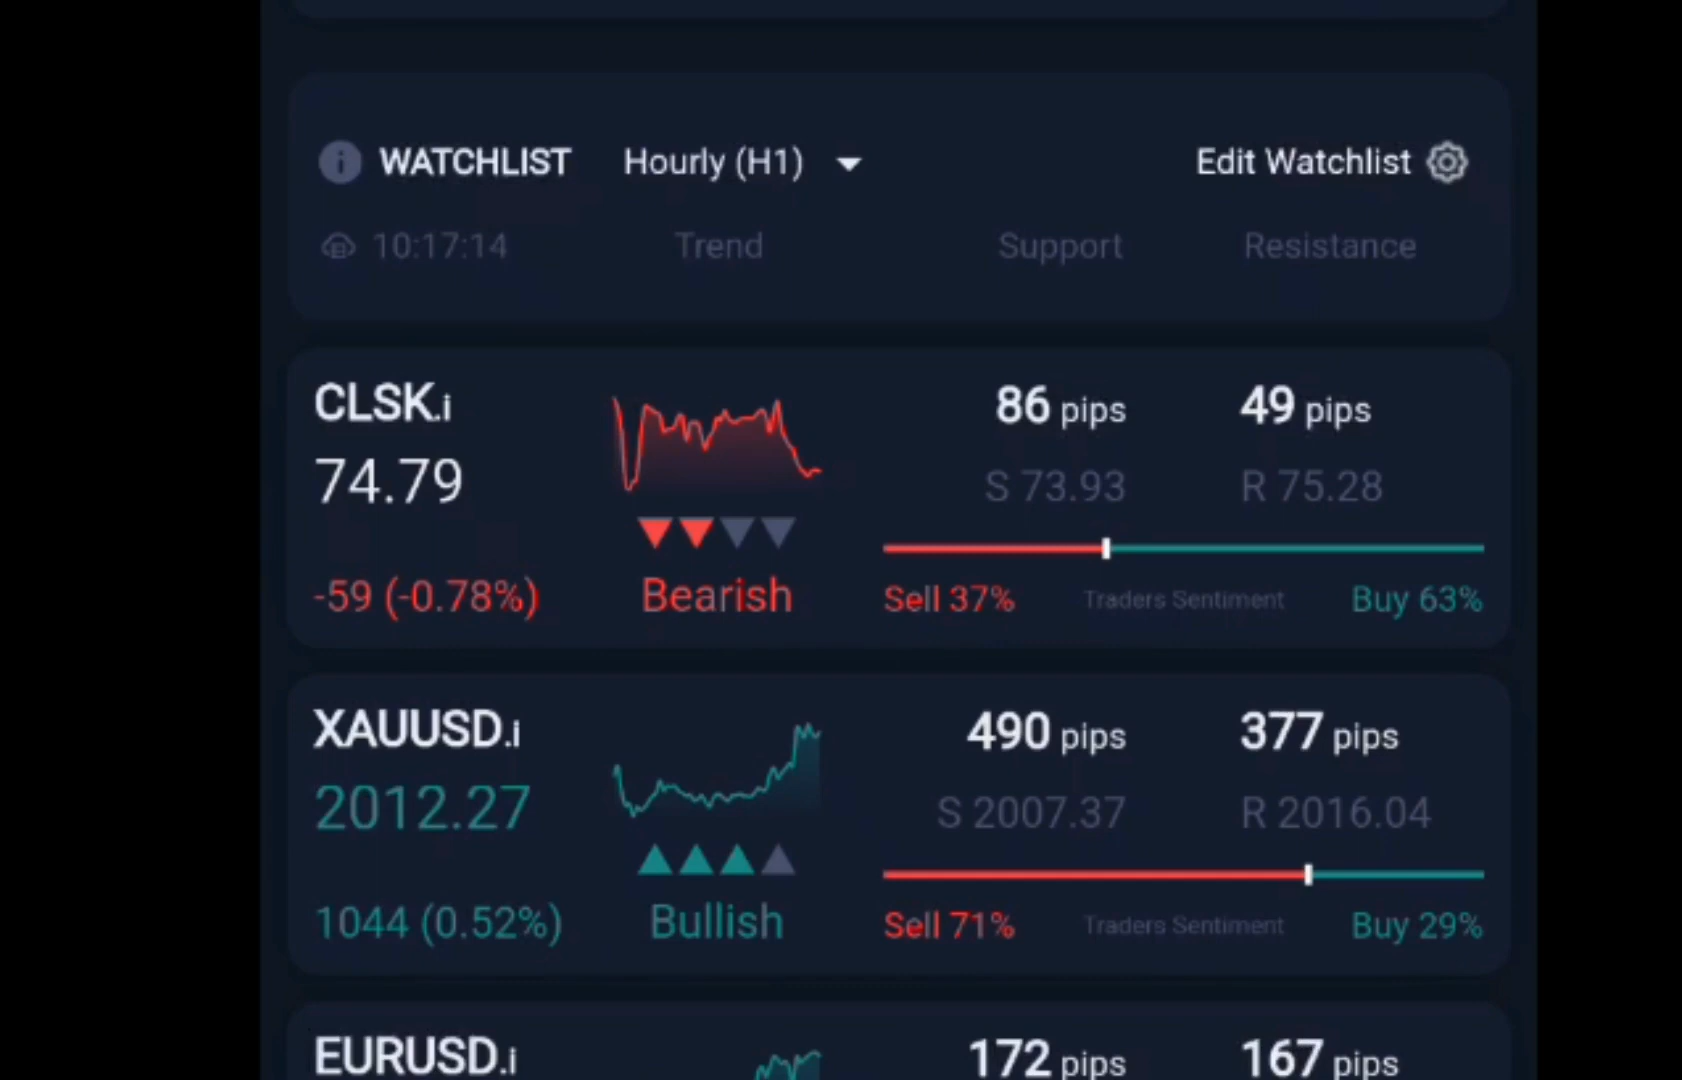 WATCHLIST Hourly (H1) Edit Watchlist
10:17:14 Trend Support Resistance
CLSK.i 86 pips 49 pips
74.79 S 73.93 R 75.28
-59 (-0.78%) Bearish Sell 37% Traders Sentiment Buy 63%
XAUUSD.i 490 pips 377 pips
2012.27 S 2007.37 R 2016.04
1044 (0.52%) Bullish Sell 71% Traders Sentiment Buy 29%
EURUSD.i 172 pips 167 pips